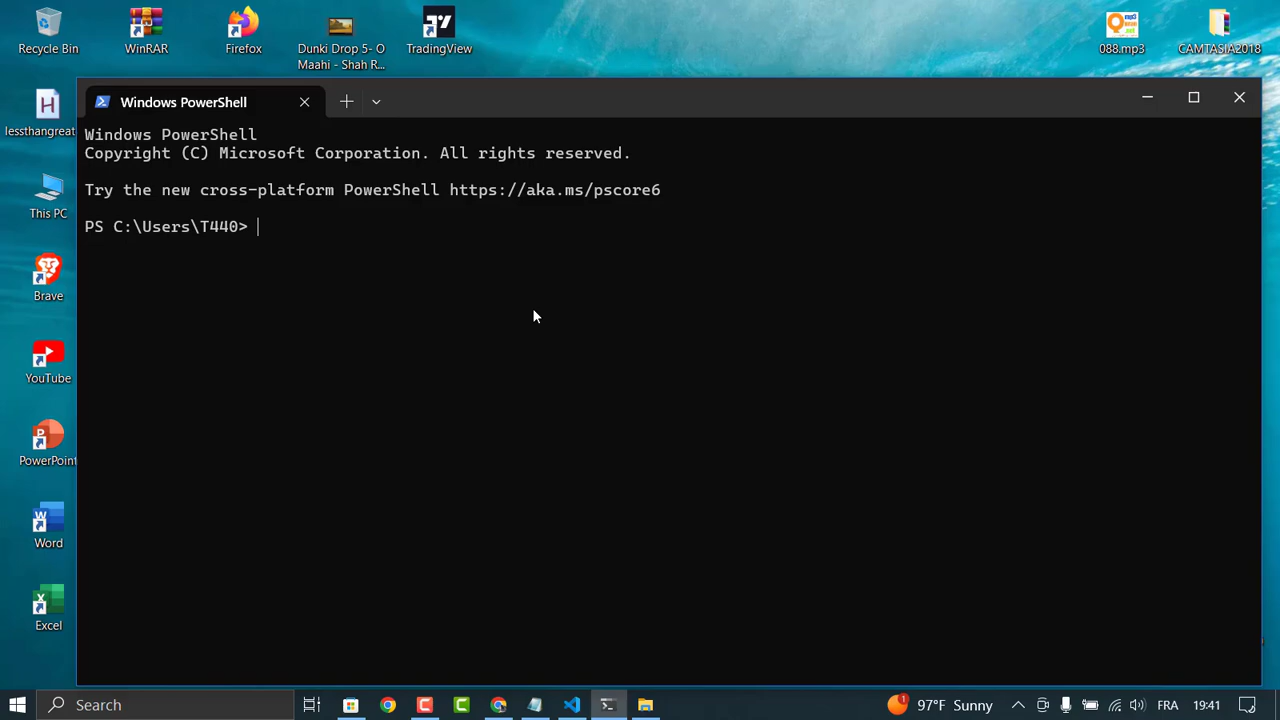 Recycle Bin
WinRAR
Firefox
Dunki Drop 5- O
Maahi - Shah R...
TradingView
088.mp3
CAMTASIA2018
lessthangreat
This PC
Brave
YouTube
PowerPoint
Word
Excel
Windows PowerShell
Windows PowerShell
Copyright (C) Microsoft Corporation. All rights reserved.
Try the new cross-platform PowerShell https://aka.ms/pscore6
PS C:\Users\T440>
Search
1
97°F Sunny
FRA
19:41